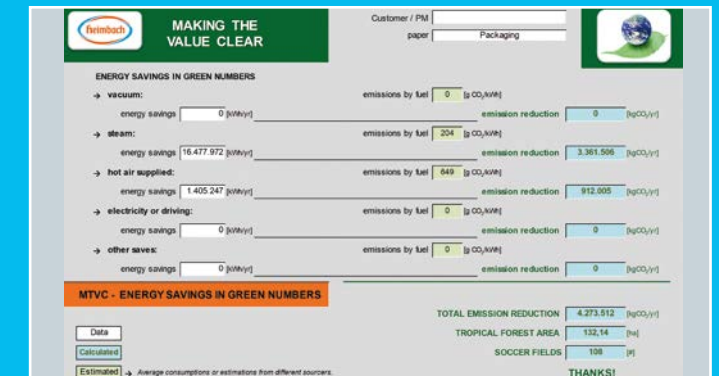 Heimbach
MAKING THE
VALUE CLEAR
Customer / PM
paper Packaging
ENERGY SAVINGS IN GREEN NUMBERS
→ vacuum: emissions by fuel 0 [g CO₂/kWh]
energy savings 0 [kWh/yr] emission reduction 0 [kgCO₂/yr]
→ steam: emissions by fuel 204 [g CO₂/kWh]
energy savings 16.477.972 [kWh/yr] emission reduction 3.361.506 [kgCO₂/yr]
→ hot air supplied: emissions by fuel 649 [g CO₂/kWh]
energy savings 1.405.247 [kWh/yr] emission reduction 912.005 [kgCO₂/yr]
→ electricity or driving: emissions by fuel 0 [g CO₂/kWh]
energy savings 0 [kWh/yr] emission reduction 0 [kgCO₂/yr]
→ other saves: emissions by fuel 0 [g CO₂/kWh]
energy savings 0 [kWh/yr] emission reduction 0 [kgCO₂/yr]
MTVC - ENERGY SAVINGS IN GREEN NUMBERS
TOTAL EMISSION REDUCTION 4.273.512 [kgCO₂/yr]
Data TROPICAL FOREST AREA 132,14 [ha]
Calculated SOCCER FIELDS 108 [#]
Estimated → Average consumptions or estimations from different sourcers. THANKS!